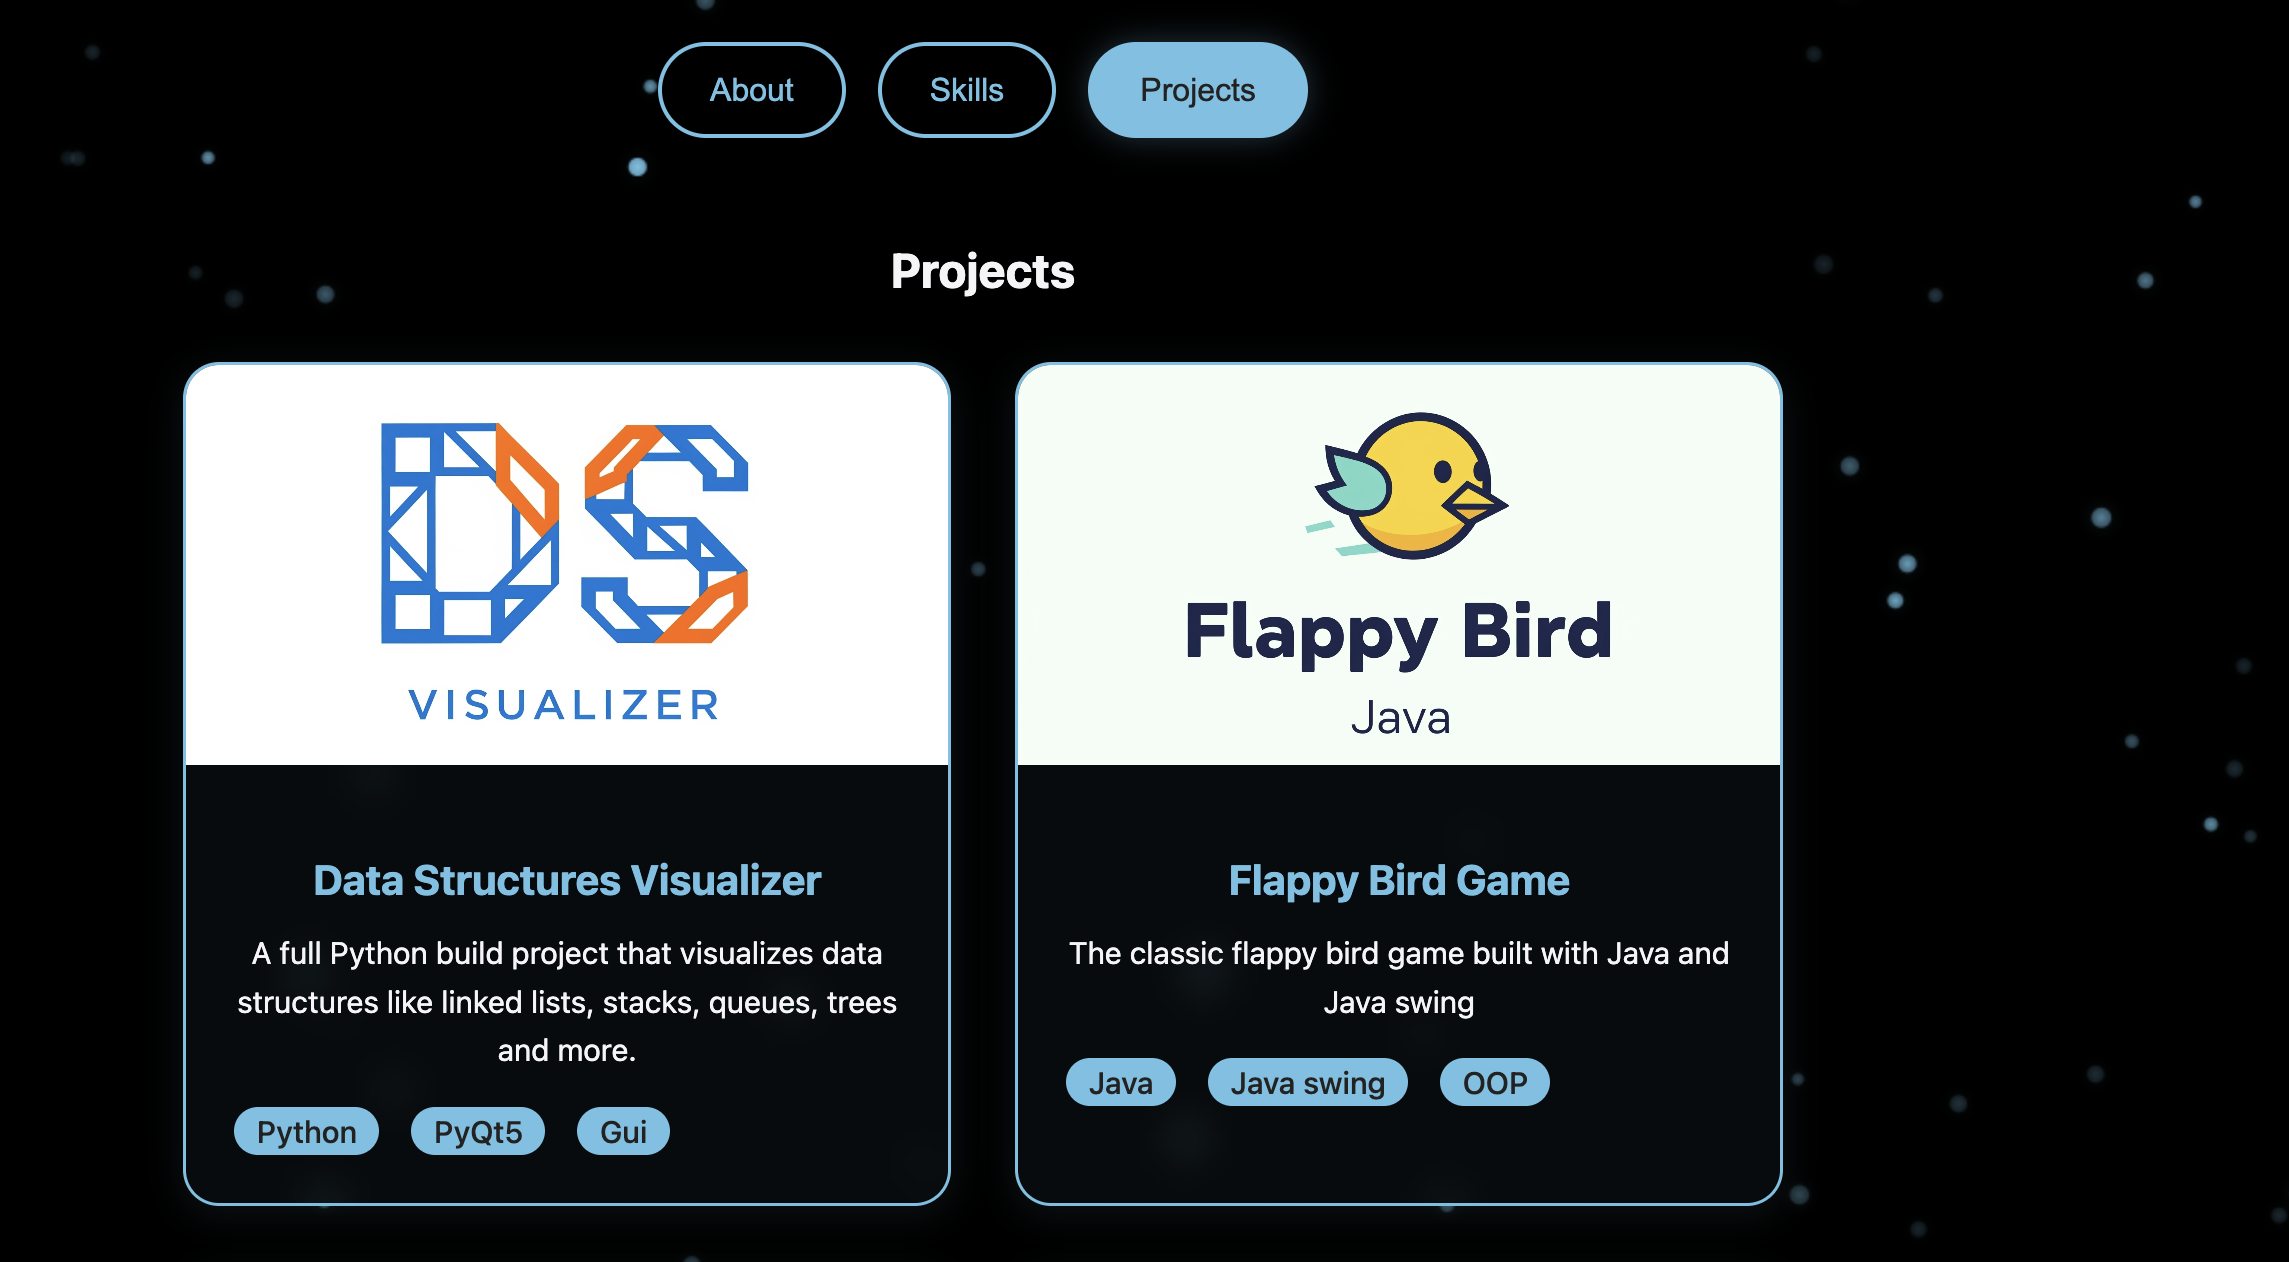 About
Skills
Projects
Projects
DS
VISUALIZER
Data Structures Visualizer
A full Python build project that visualizes data
structures like linked lists, stacks, queues, trees
and more.
Python
PyQt5
Gui
Flappy Bird
Java
Flappy Bird Game
The classic flappy bird game built with Java and
Java swing
Java
Java swing
OOP